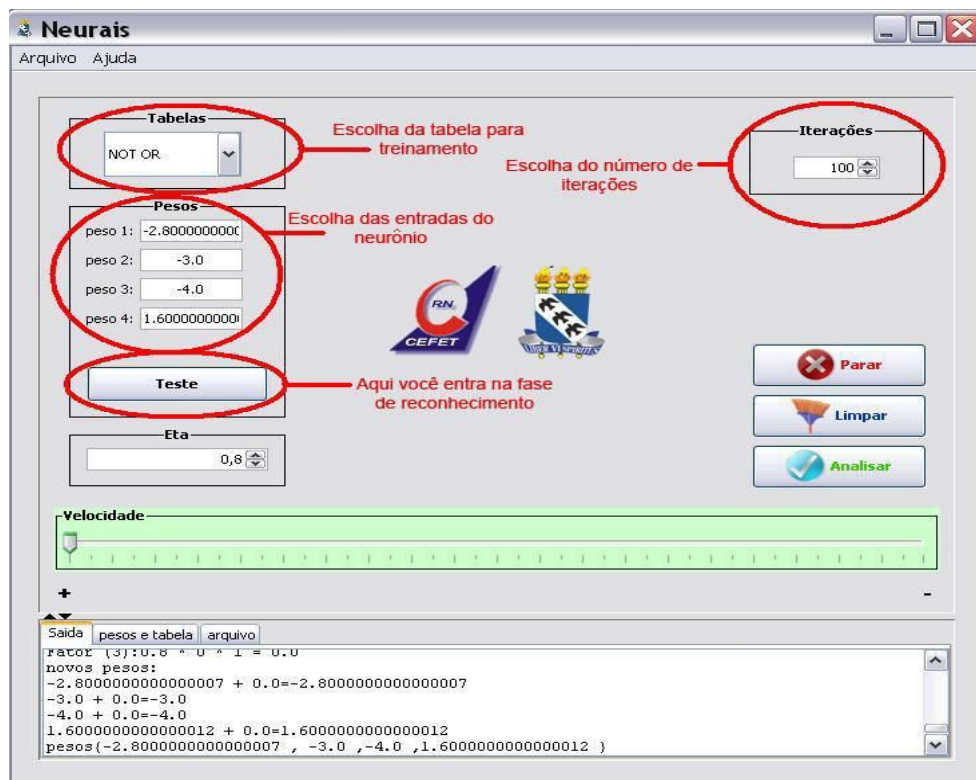 Neurais
Arquivo Ajuda
Tabelas
NOT OR
Escolha da tabela para
treinamento
Iterações
100
Escolha do número de
iterações
Pesos
peso 1: -2.8000000000
peso 2: -3.0
peso 3: -4.0
peso 4: 1.6000000000
Escolha das entradas do
neurônio
RN
CEFET
Teste
Aqui você entra na fase
de reconhecimento
Parar
Limpar
Analisar
Eta
0,8
Velocidade
+ -
Saida pesos e tabela arquivo
Fator (3):0.8 * 0 * 1 = 0.0
novos pesos:
-2.8000000000000007 + 0.0=-2.8000000000000007
-3.0 + 0.0=-3.0
-4.0 + 0.0=-4.0
1.6000000000000012 + 0.0=1.6000000000000012
pesos{-2.8000000000000007 , -3.0 ,-4.0 ,1.6000000000000012 }